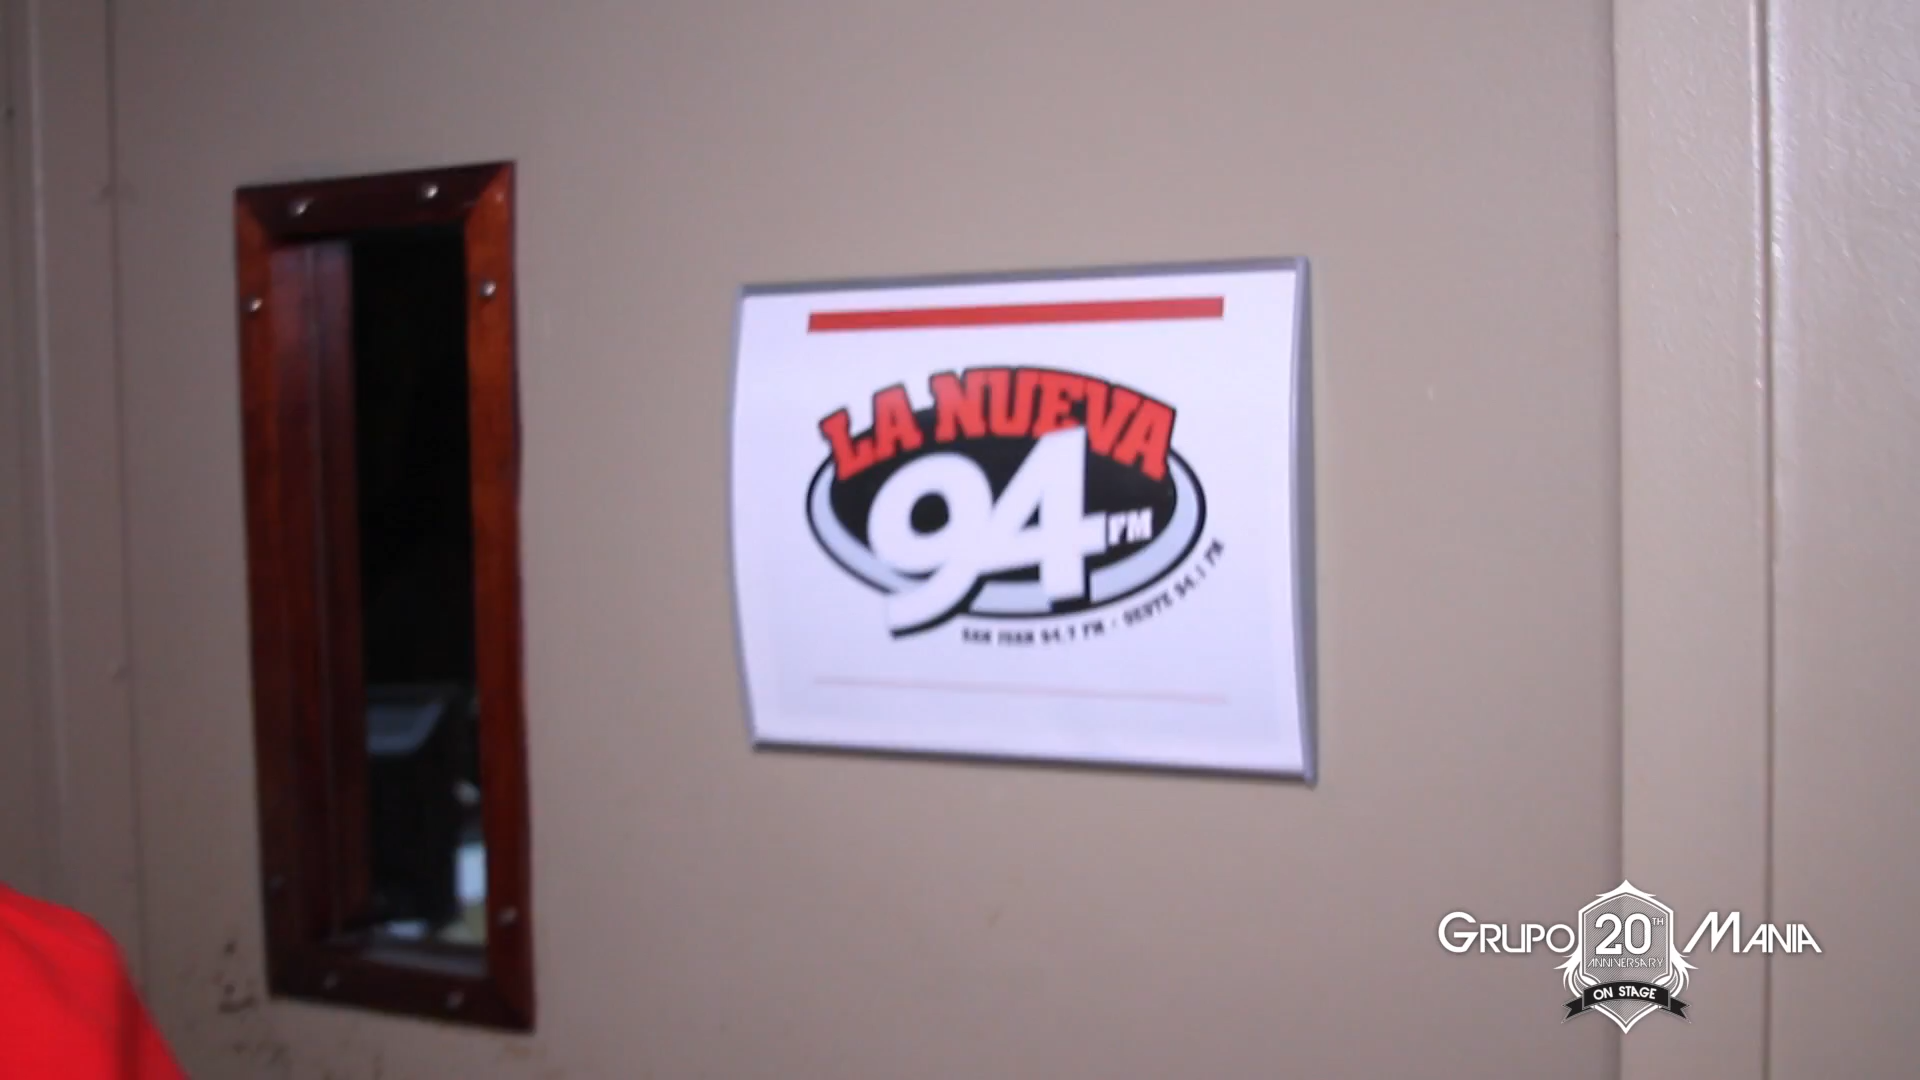 LA NUEVA
94 FM
SAN JUAN 94.7 FM - OESTE 94.1 FM
GRUPO 20TH MANIA
ANNIVERSARY
ON STAGE